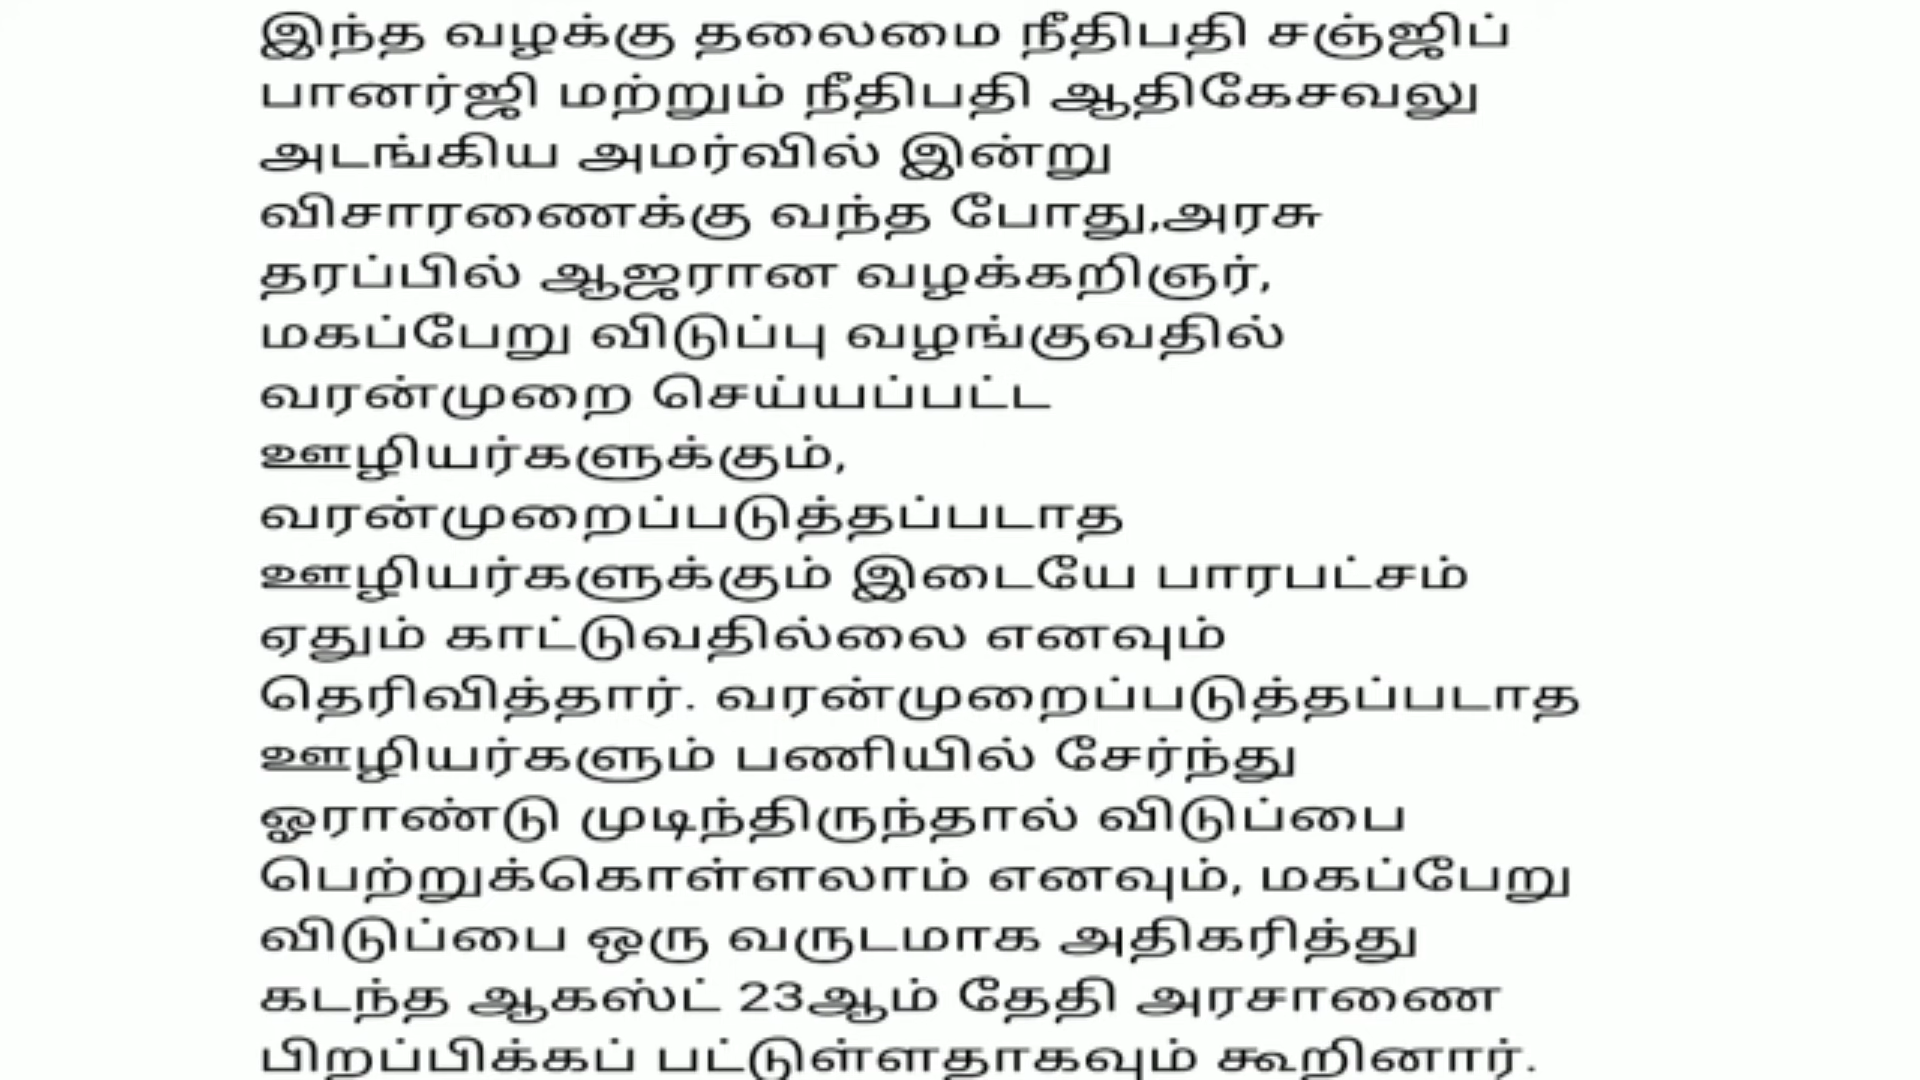 இந்த வழக்கு தலைமை நீதிபதி சஞ்ஜிப்
பானர்ஜி மற்றும் நீதிபதி ஆதிகேசவலு
அடங்கிய அமர்வில் இன்று
விசாரணைக்கு வந்த போது,அரசு
தரப்பில் ஆஜரான வழக்கறிஞர்,
மகப்பேறு விடுப்பு வழங்குவதில்
வரன்முறை செய்யப்பட்ட
ஊழியர்களுக்கும்,
வரன்முறைப்படுத்தப்படாத
ஊழியர்களுக்கும் இடையே பாரபட்சம்
ஏதும் காட்டுவதில்லை எனவும்
தெரிவித்தார். வரன்முறைப்படுத்தப்படாத
ஊழியர்களும் பணியில் சேர்ந்து
ஓராண்டு முடிந்திருந்தால் விடுப்பை
பெற்றுக்கொள்ளலாம் எனவும், மகப்பேறு
விடுப்பை ஒரு வருடமாக அதிகரித்து
கடந்த ஆகஸ்ட் 23ஆம் தேதி அரசாணை
பிறப்பிக்கப் பட்டுள்ளதாகவும் கூறினார்.